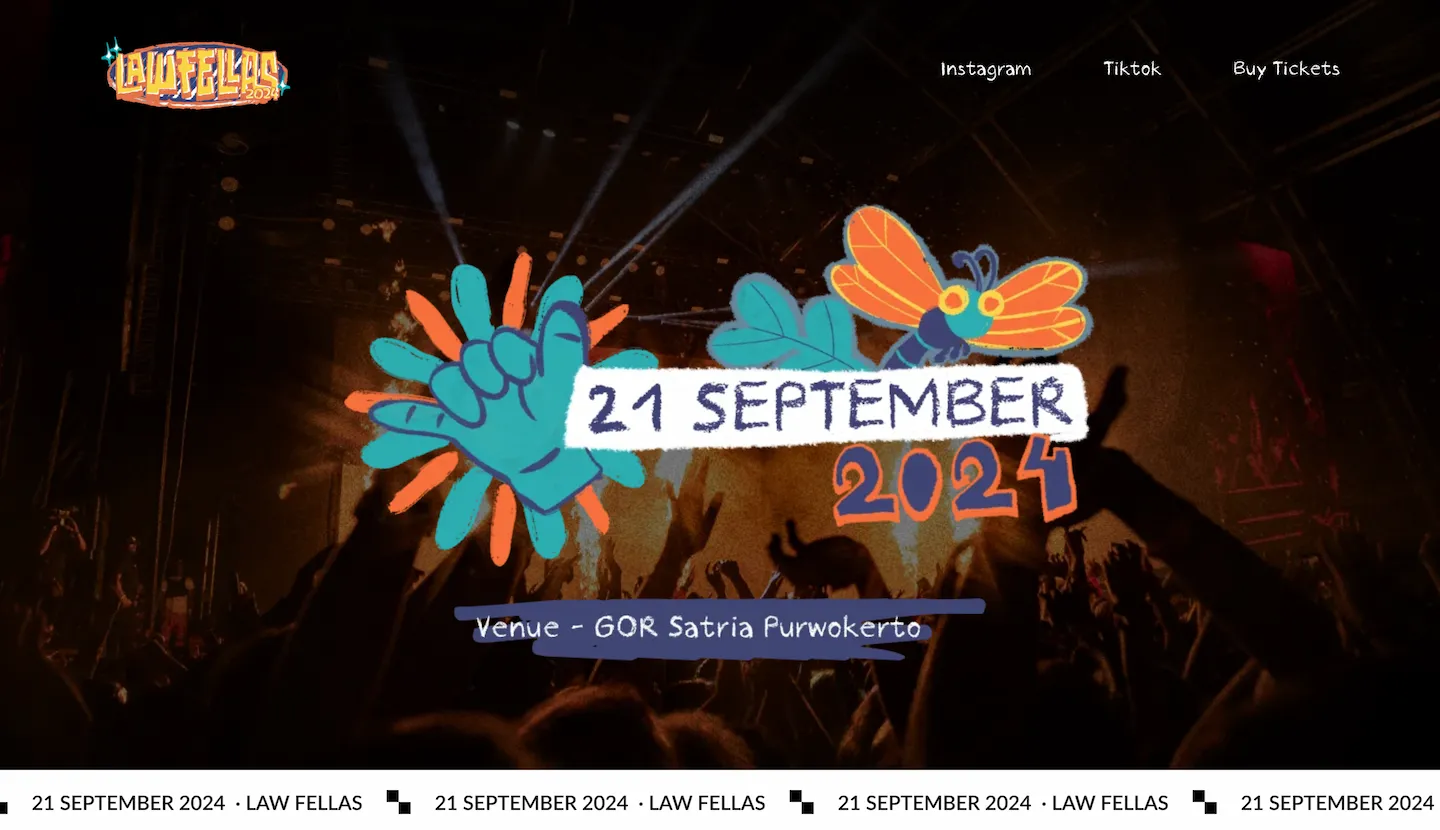 LAWFELLAS
2024
Instagram
Tiktok
Buy Tickets
21 SEPTEMBER
2024
Venue - GOR Satria Purwokerto
21 SEPTEMBER 2024 · LAW FELLAS 21 SEPTEMBER 2024 · LAW FELLAS 21 SEPTEMBER 2024 · LAW FELLAS 21 SEPTEMBER 2024